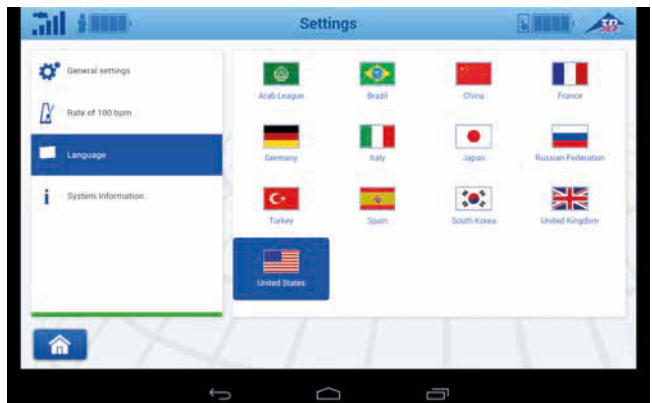 Settings
3B
General settings
Rate of 100 bpm
Language
i System Information
Arab League Brazil China France
Germany Italy Japan Russian Federation
Turkey Spain South Korea United Kingdom
United States